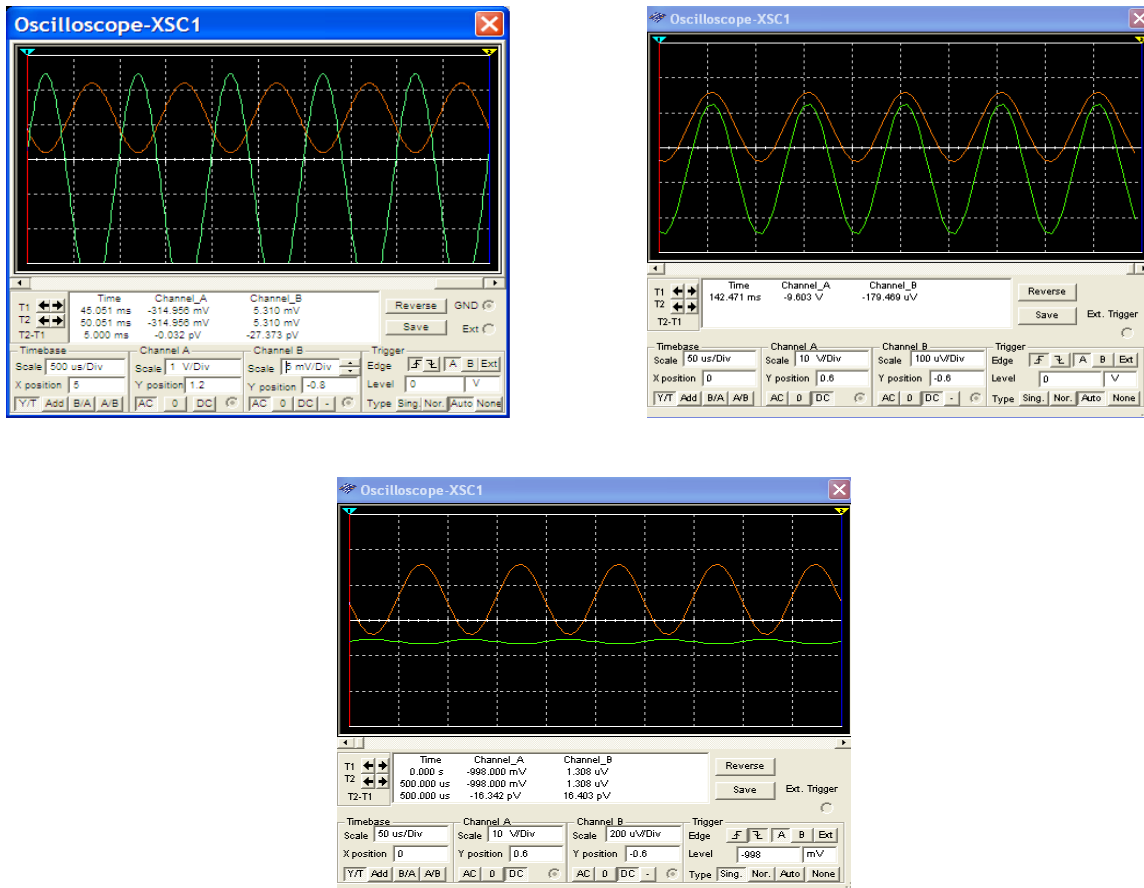 Oscilloscope-XSC1
Time Channel_A Channel_B
T1 45.051 ms -314.956 mV 5.310 mV
T2 50.051 ms -314.956 mV 5.310 mV
T2-T1 5.000 ms -0.032 pV -27.373 pV
Reverse GND
Save Ext
Timebase Channel A Channel B Trigger
Scale 500 us/Div Scale 1 V/Div Scale 5 mV/Div Edge A B Ext
X position 5 Y position 1.2 Y position -0.8 Level 0 V
Y/T Add B/A A/B AC 0 DC AC 0 DC - Type Sing. Nor. Auto None
Oscilloscope-XSC1
Time Channel_A Channel_B
T1 142.471 ms -9.603 V -179.469 uV
T2
T2-T1
Reverse
Save Ext. Trigger
Timebase Channel A Channel B Trigger
Scale 50 us/Div Scale 10 V/Div Scale 100 uV/Div Edge A B Ext
X position 0 Y position 0.6 Y position -0.6 Level 0 V
Y/T Add B/A A/B AC 0 DC AC 0 DC - Type Sing. Nor. Auto None
Oscilloscope-XSC1
Time Channel_A Channel_B
T1 0.000 s -998.000 mV 1.308 uV
T2 500.000 us -998.000 mV 1.308 uV
T2-T1 500.000 us -16.342 pV 16.403 pV
Reverse
Save Ext. Trigger
Timebase Channel A Channel B Trigger
Scale 50 us/Div Scale 10 V/Div Scale 200 uV/Div Edge A B Ext
X position 0 Y position 0.6 Y position -0.6 Level -998 mV
Y/T Add B/A A/B AC 0 DC AC 0 DC - Type Sing. Nor. Auto None